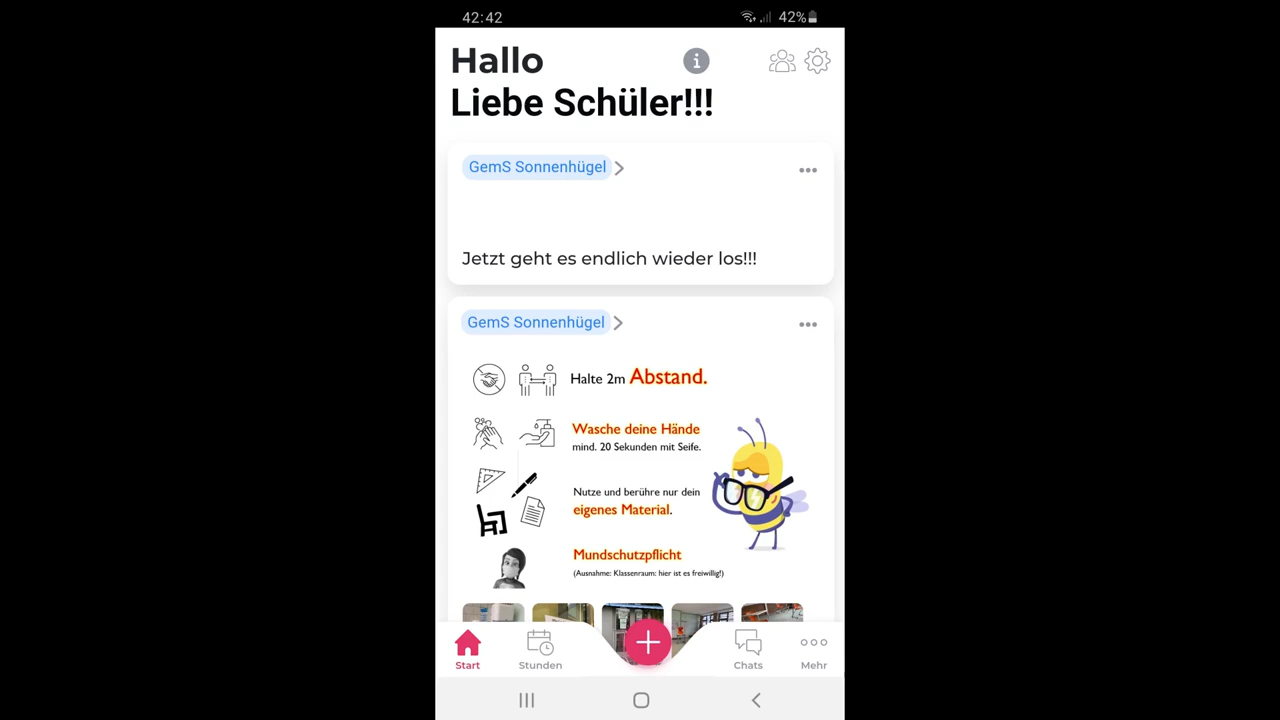 42:42
42%
Hallo
Liebe Schüler!!!
GemS Sonnenhügel
Jetzt geht es endlich wieder los!!!
GemS Sonnenhügel
Halte 2m Abstand.
Wasche deine Hände
mind. 20 Sekunden mit Seife.
Nutze und berühre nur dein
eigenes Material.
Mundschutzpflicht
(Ausnahme: Klassenraum: hier ist es freiwillig!)
Start
Stunden
Chats
Mehr